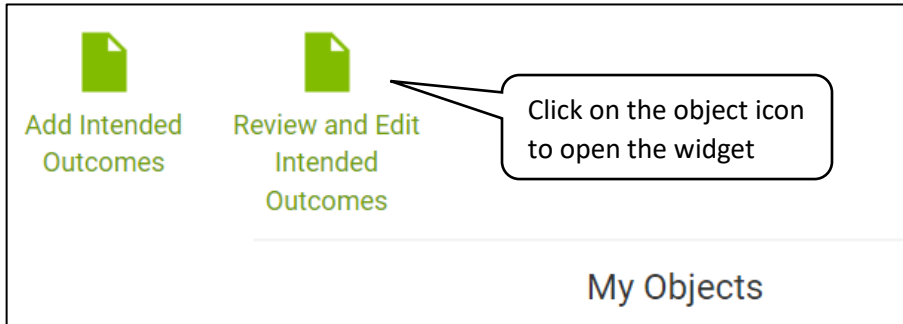 Add Intended
Outcomes
Review and Edit
Intended
Outcomes
Click on the object icon
to open the widget
My Objects